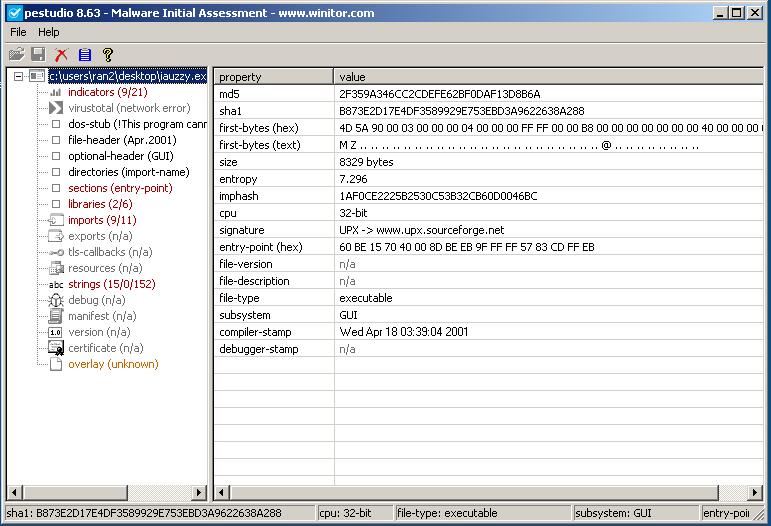 pestudio 8.63 - Malware Initial Assessment - www.winitor.com
File Help
c:\users\ran2\desktop\iauzzy.ex
indicators (9/21)
virustotal (network error)
dos-stub (!This program cann
file-header (Apr.2001)
optional-header (GUI)
directories (import-name)
sections (entry-point)
libraries (2/6)
imports (9/11)
exports (n/a)
tls-callbacks (n/a)
resources (n/a)
abc strings (15/0/152)
debug (n/a)
manifest (n/a)
1.0 version (n/a)
certificate (n/a)
overlay (unknown)
property value
md5 2F359A346CC2CDEFE62BF0DAF13D8B6A
sha1 B873E2D17E4DF3589929E753EBD3A9622638A288
first-bytes (hex) 4D 5A 90 00 03 00 00 00 04 00 00 00 FF FF 00 00 B8 00 00 00 00 00 00 00 40 00 00 00
first-bytes (text) M Z .. .. .. .. .. .. .. .. .. .. .. .. .. .. .. .. .. .. .. .. .. .. @ .. .. .. .. .. .. ..
size 8329 bytes
entropy 7.296
imphash 1AF0CE2225B2530C53B32CB60D0046BC
cpu 32-bit
signature UPX -> www.upx.sourceforge.net
entry-point (hex) 60 BE 15 70 40 00 8D BE EB 9F FF FF 57 83 CD FF EB
file-version n/a
file-description n/a
file-type executable
subsystem GUI
compiler-stamp Wed Apr 18 03:39:04 2001
debugger-stamp n/a
sha1: B873E2D17E4DF3589929E753EBD3A9622638A288 cpu: 32-bit file-type: executable subsystem: GUI entry-poi